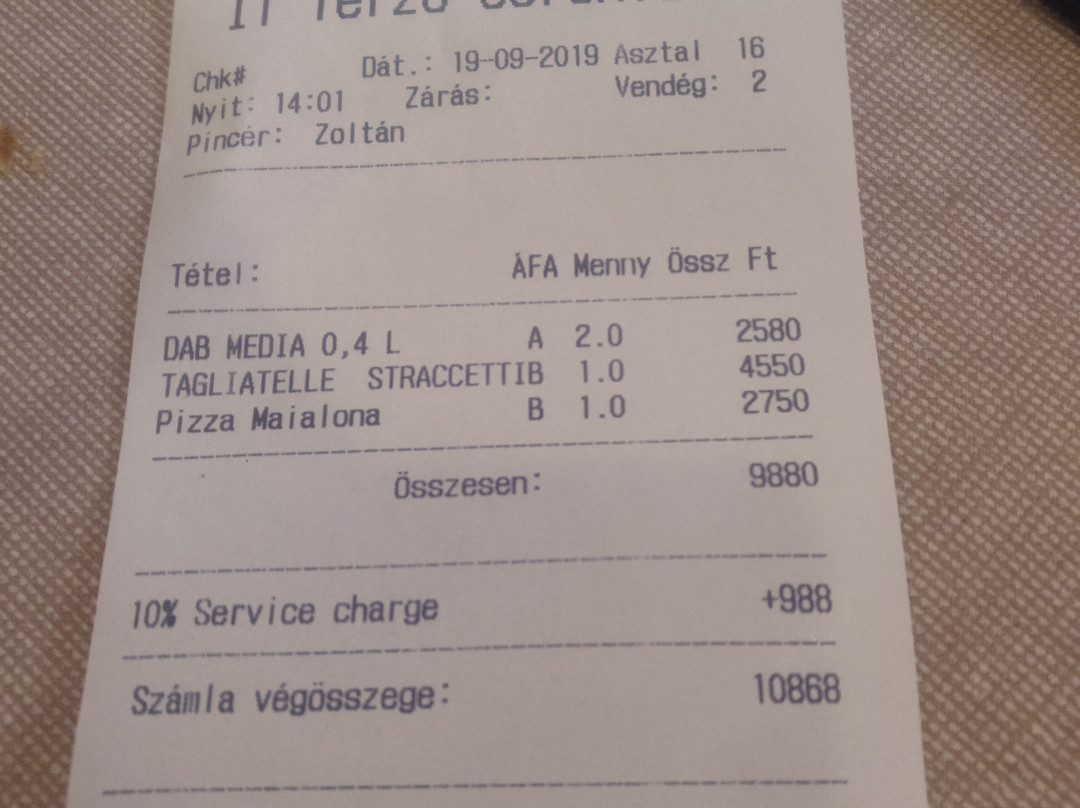 Il Terzo
Chk# Dát.: 19-09-2019 Asztal 16
Nyit: 14:01 Zárás: Vendég: 2
Pincér: Zoltán
Tétel: ÁFA Menny Össz Ft
DAB MEDIA 0,4 L A 2.0 2580
TAGLIATELLE STRACCETTIB 1.0 4550
Pizza Maialona B 1.0 2750
Összesen: 9880
10% Service charge +988
Számla végösszege: 10868